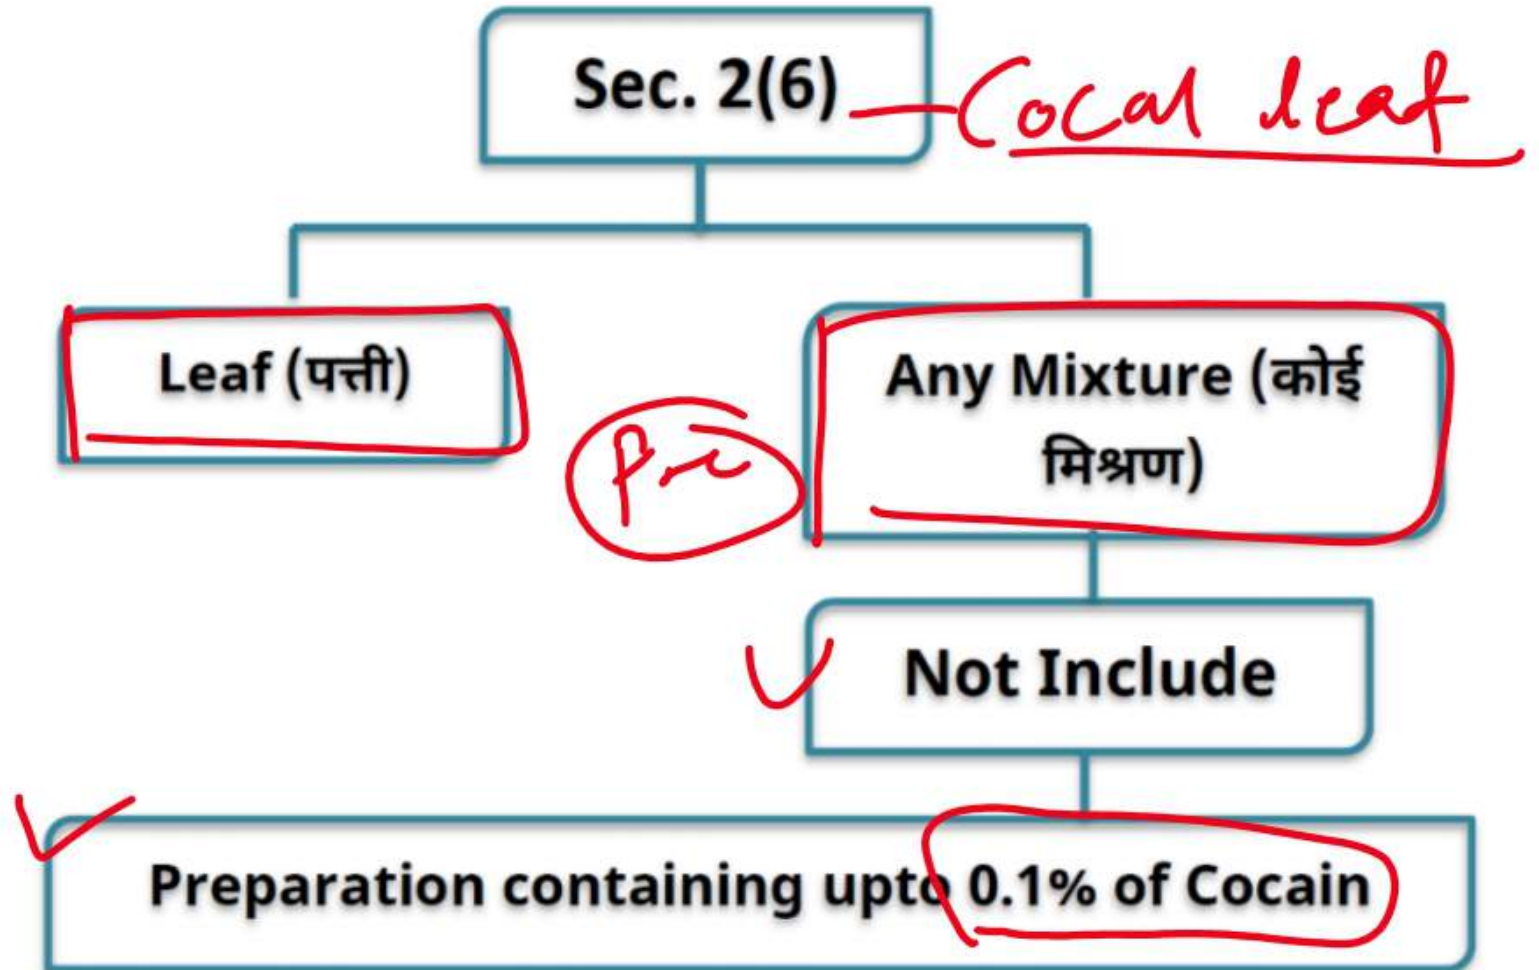 Sec. 2(6)
Cocal leaf
Leaf (पत्ती)
Any Mixture (कोई
मिश्रण)
Pre
Not Include
Preparation containing upto 0.1% of Cocain